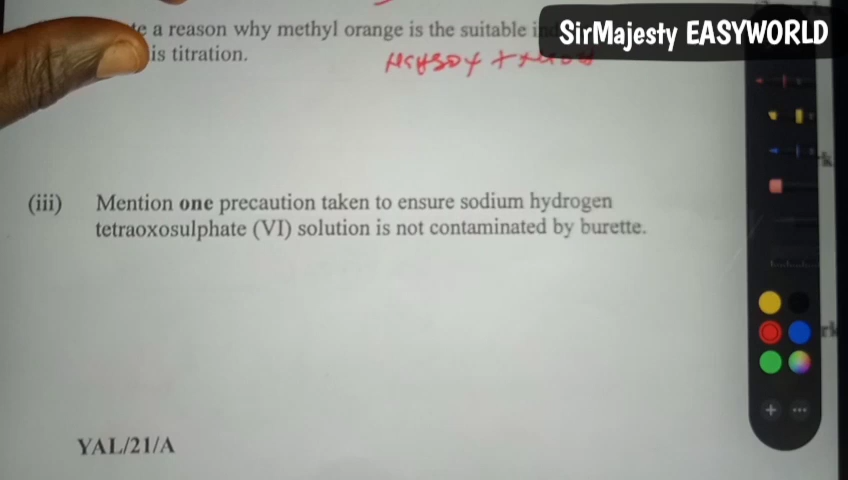 a reason why methyl orange is the suitable
SirMajesty EASYWORLD
is titration.
(iii) Mention one precaution taken to ensure sodium hydrogen
tetraoxosulphate (VI) solution is not contaminated by burette.
YAL/21/A